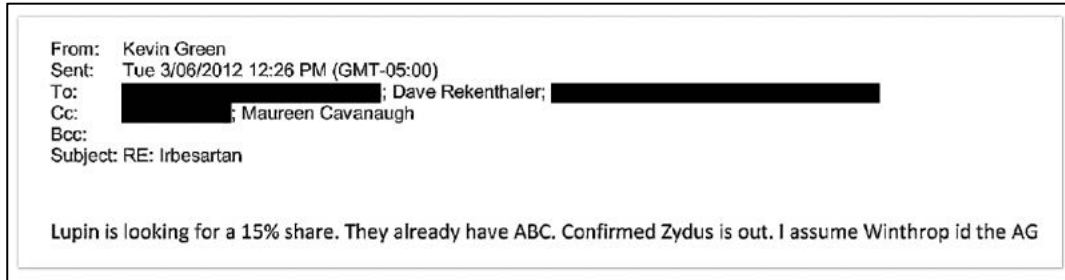 From: Kevin Green
Sent: Tue 3/06/2012 12:26 PM (GMT-05:00)
To: ; Dave Rekenthaler;
Cc: ; Maureen Cavanaugh
Bcc:
Subject: RE: Irbesartan
Lupin is looking for a 15% share. They already have ABC. Confirmed Zydus is out. I assume Winthrop id the AG